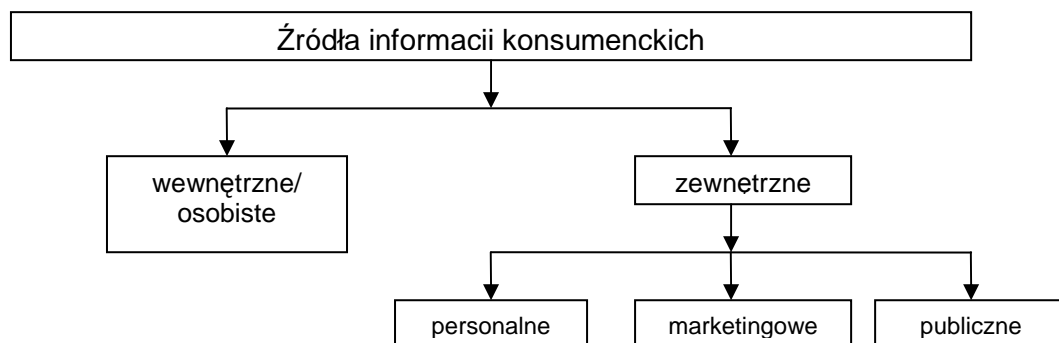 Źródła informacii konsumenckich
wewnętrzne/
osobiste
zewnętrzne
personalne
marketingowe
publiczne